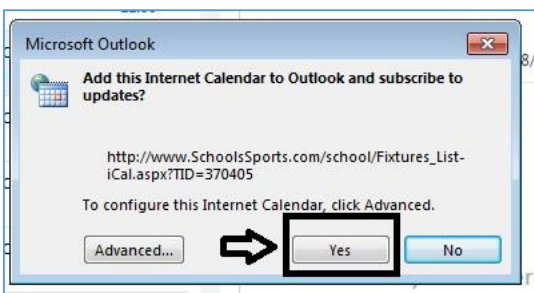 Microsoft Outlook
8/
Add this Internet Calendar to Outlook and subscribe to
updates?
http://www.SchoolsSports.com/school/Fixtures_List-
iCal.aspx?TID=370405
To configure this Internet Calendar, click Advanced.
Advanced...
Yes
No